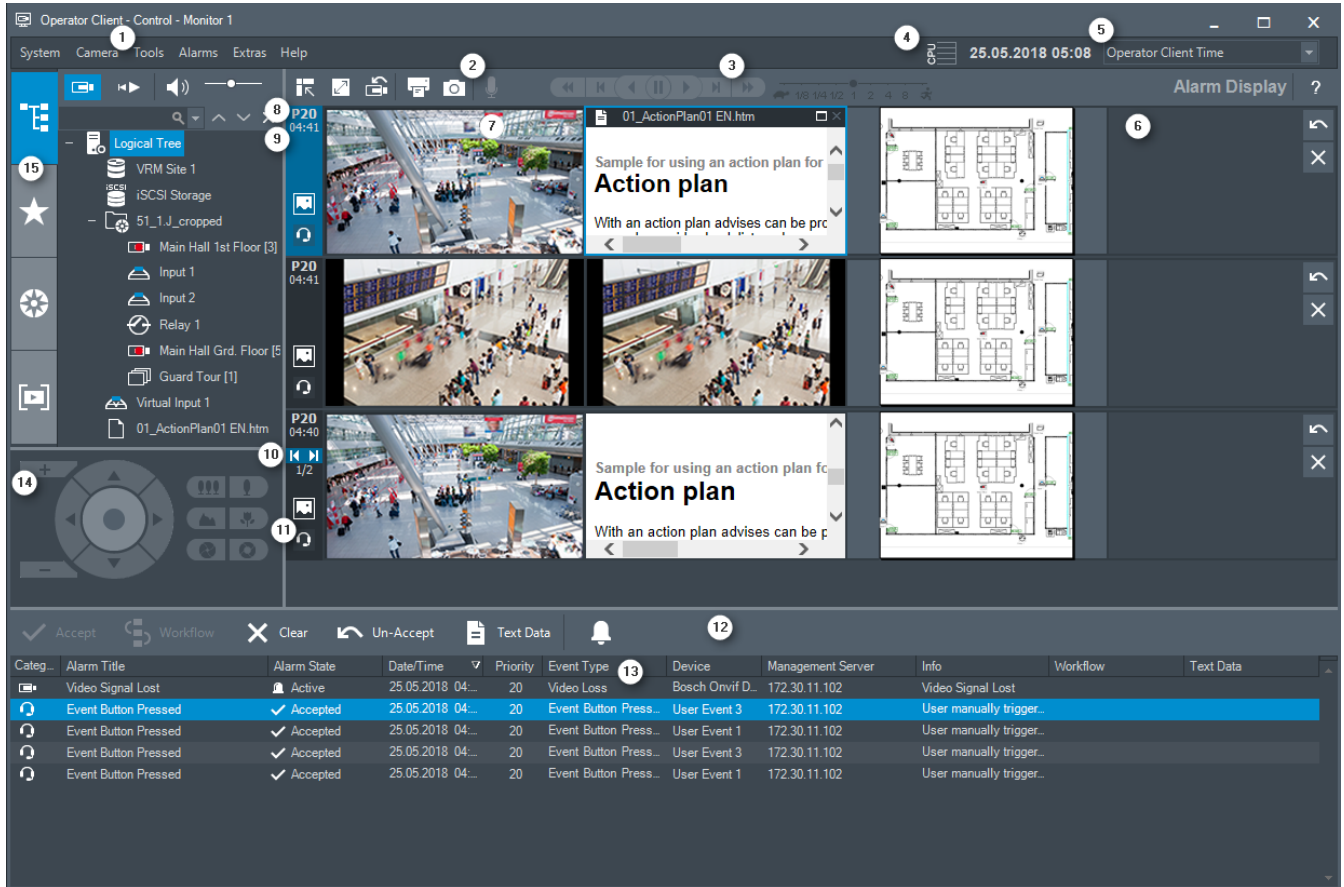 Operator Client - Control - Monitor 1
System Camera Tools Alarms Extras Help
1
4
CPU
25.05.2018 05:08
5
Operator Client Time
2
3
1/8 1/4 1/2 1 2 4 8
Alarm Display ?
8
9
15
Logical Tree
VRM Site 1
iSCSI
iSCSI Storage
51_1.J_cropped
Main Hall 1st Floor [3]
Input 1
Input 2
Relay 1
Main Hall Grd. Floor [5
Guard Tour [1]
Virtual Input 1
01_ActionPlan01 EN.htm
P20
04:41
7
01_ActionPlan01 EN.htm
Sample for using an action plan for
Action plan
With an action plan advises can be prc
6
P20
04:41
P20
04:40
10
1/2
11
Sample for using an action plan fc
Action plan
With an action plan advises can be p
14
Accept Workflow Clear Un-Accept Text Data
12
Categ... Alarm Title Alarm State Date/Time Priority Event Type Device Management Server Info Workflow Text Data
13
Video Signal Lost Active 25.05.2018 04:... 20 Video Loss Bosch Onvif D... 172.30.11.102 Video Signal Lost
Event Button Pressed Accepted 25.05.2018 04:... 20 Event Button Press... User Event 3 172.30.11.102 User manually trigger...
Event Button Pressed Accepted 25.05.2018 04:... 20 Event Button Press... User Event 1 172.30.11.102 User manually trigger...
Event Button Pressed Accepted 25.05.2018 04:... 20 Event Button Press... User Event 3 172.30.11.102 User manually trigger...
Event Button Pressed Accepted 25.05.2018 04:... 20 Event Button Press... User Event 1 172.30.11.102 User manually trigger...